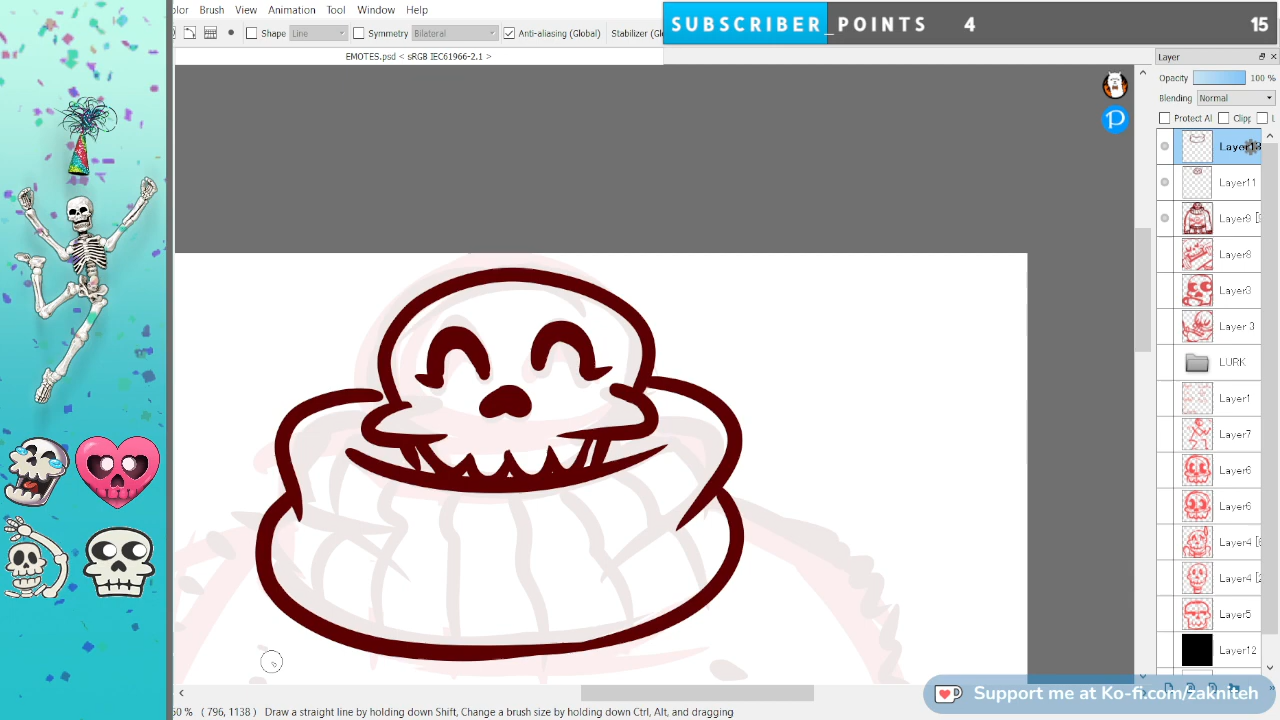 olor Brush View Animation Tool Window Help
SUBSCRIBER_POINTS 4 15
Shape Line Symmetry Bilateral Anti-aliasing (Global) Stabilizer (Gl
EMOTES.psd < sRGB IEC61966-2.1 >
Layer
Opacity 100 %
Blending Normal
Protect Al Clipp L
Layer11
Layer9
Layer8
Layer3
Layer 3
LURK
Layer1
Layer7
Layer6
Layer6
Layer4
Layer4
Layer5
Layer12
Support me at Ko-fi.com/zakniteh
( 796, 1138 ) Draw a straight line by holding down Shift, Change a brush size by holding down Ctrl, Alt, and dragging